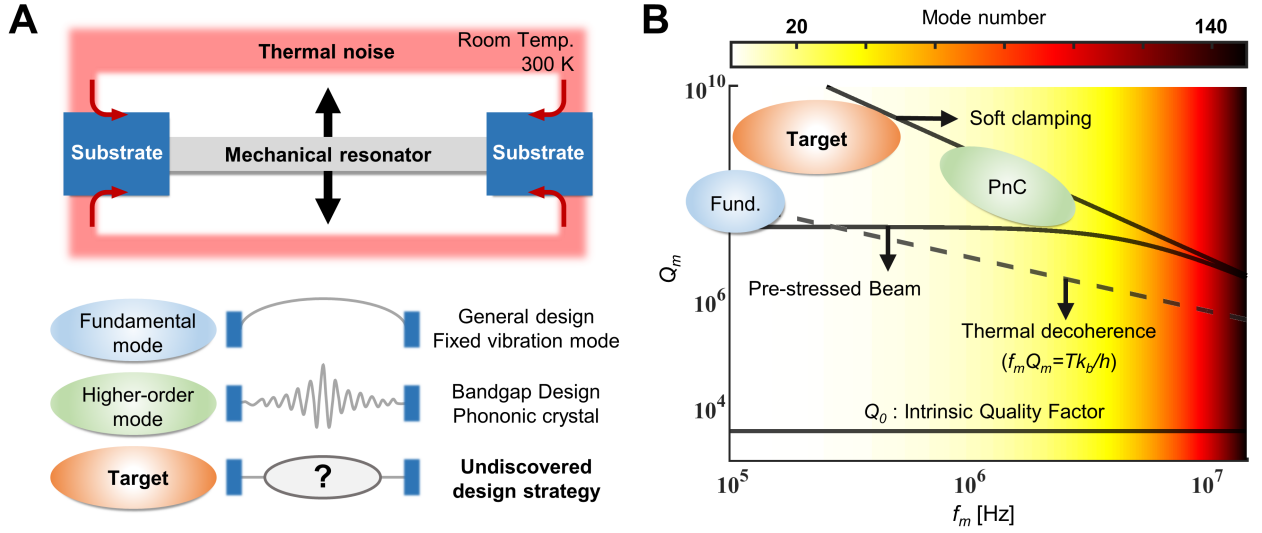 A
Room Temp.
300 K
Thermal noise
Substrate
Mechanical resonator
Substrate
Fundamental
mode
General design
Fixed vibration mode
Higher-order
mode
Bandgap Design
Phononic crystal
Target
?
Undiscovered
design strategy
B
Mode number
20
140
10^10
Target
Soft clamping
PnC
Fund.
Q_m
Pre-stressed Beam
10^6
Thermal decoherence
(f_mQ_m=Tk_b/h)
10^4
Q_0 : Intrinsic Quality Factor
10^5
10^6
10^7
f_m [Hz]